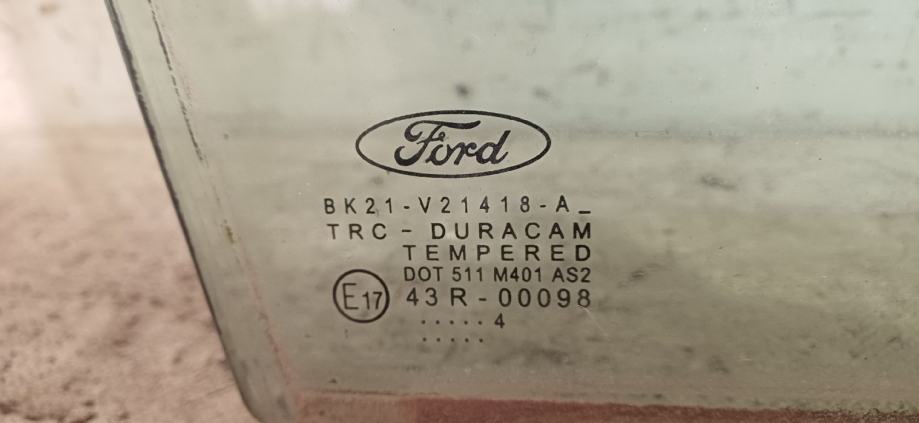 Ford
BK21-V21418-A_
TRC - DURACAM
TEMPERED
DOT 511 M401 AS2
E17 43R-00098
.....4
.....